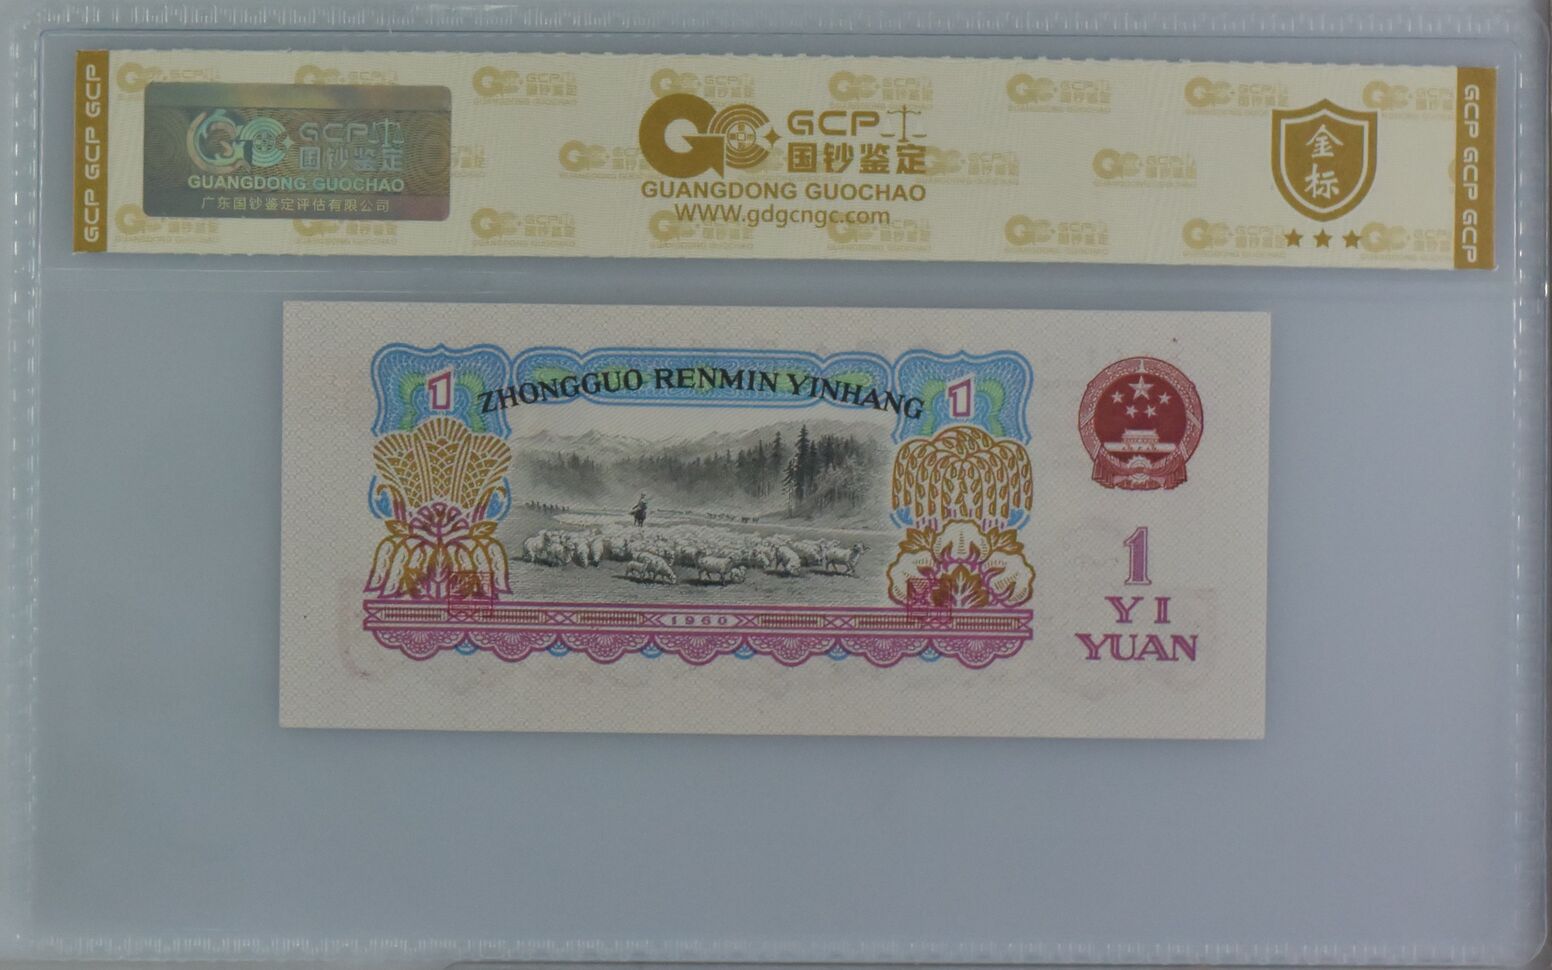 GCP GCP GCP
GCP
国钞鉴定
GUANGDONG GUOCHAO
广东国钞鉴定评估有限公司
GCP
国钞鉴定
GUANGDONG GUOCHAO
WWW.gdgcngc.com
金
标
GCP GCP GCP
1
ZHONGGUO RENMIN YINHANG
1
1960
1
YI
YUAN